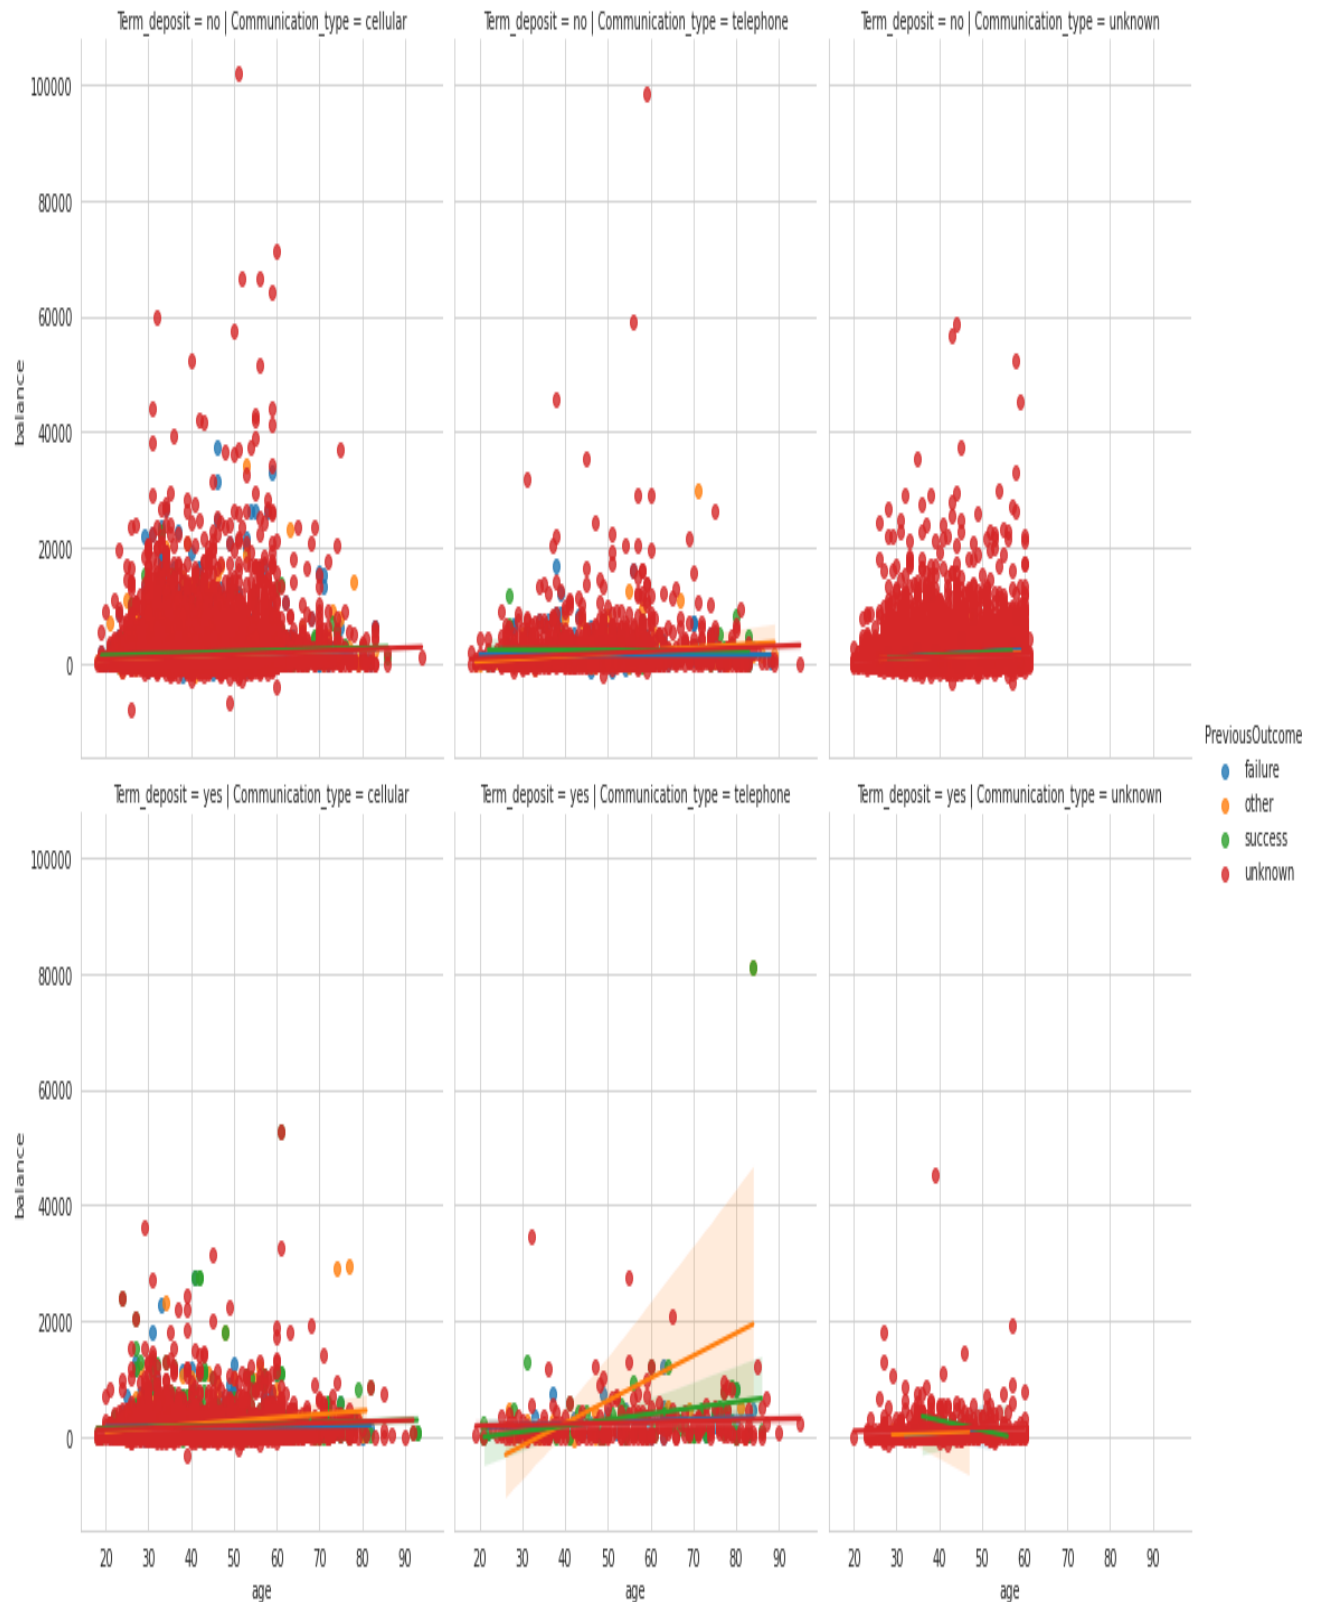 Term_deposit = no | Communication_type = cellular
Term_deposit = no | Communication_type = telephone
Term_deposit = no | Communication_type = unknown
100000
80000
60000
40000
20000
0
balance
PreviousOutcome
failure
other
success
unknown
Term_deposit = yes | Communication_type = cellular
Term_deposit = yes | Communication_type = telephone
Term_deposit = yes | Communication_type = unknown
100000
80000
60000
40000
20000
0
balance
20 30 40 50 60 70 80 90
20 30 40 50 60 70 80 90
20 30 40 50 60 70 80 90
age
age
age